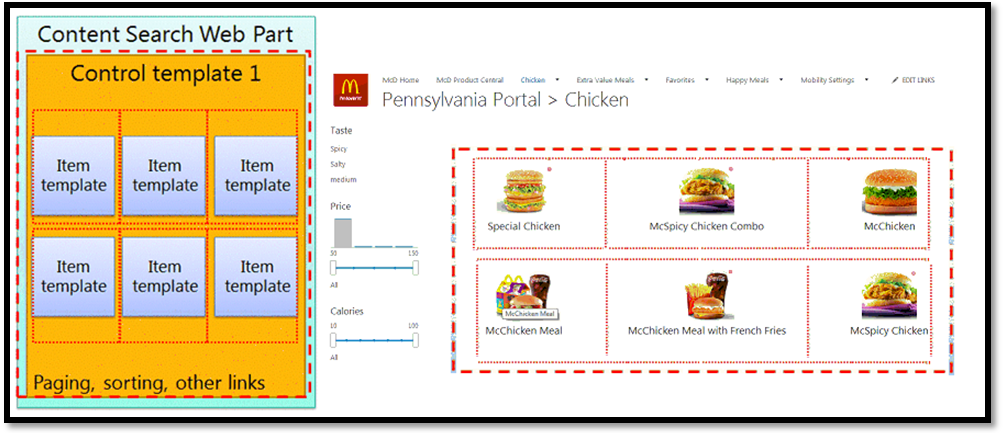 Content Search Web Part
Control template 1
Item template
Item template
Item template
Item template
Item template
Item template
Paging, sorting, other links
McD Home
McD Product Central
Chicken
Extra Value Meals
Favorites
Happy Meals
Mobility Settings
EDIT LINKS
Pennsylvania Portal > Chicken
Taste
Spicy
Salty
medium
Price
150
All
Calories
10
100
All
Special Chicken
McSpicy Chicken Combo
McChicken
McChicken Meal
McChicken Meal
McChicken Meal with French Fries
McSpicy Chicken